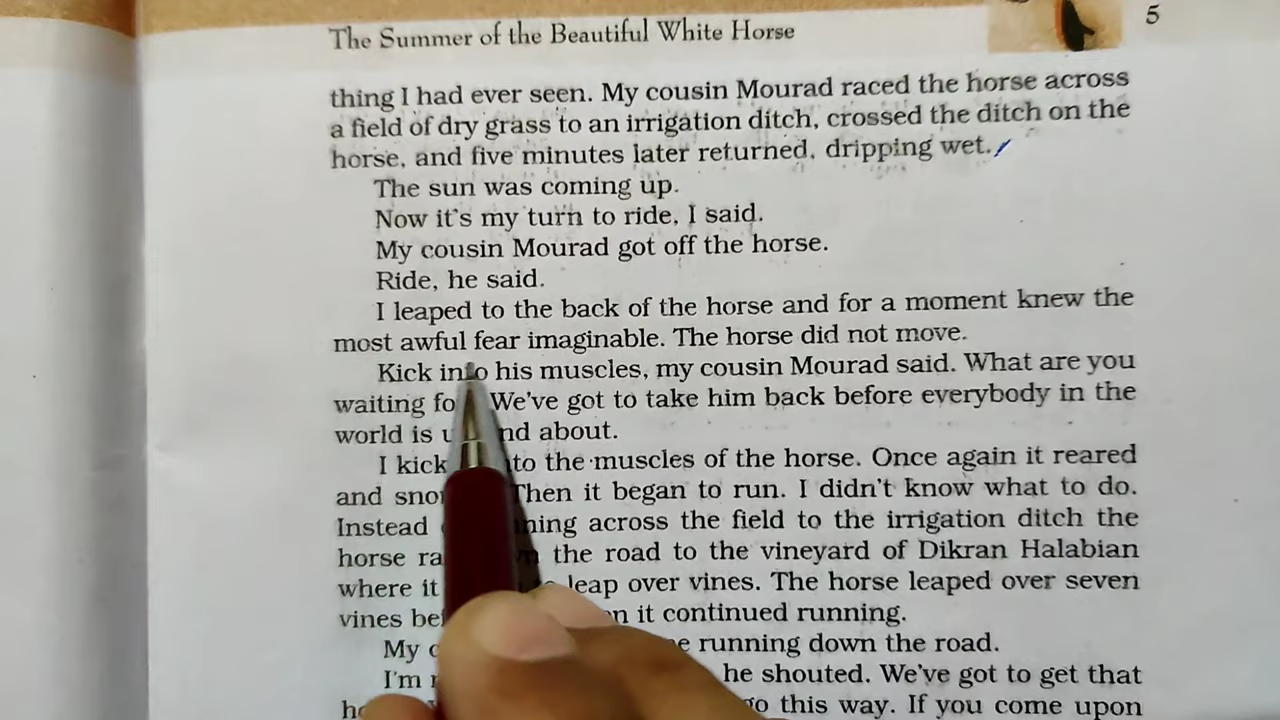 The Summer of the Beautiful White Horse
5
thing I had ever seen. My cousin Mourad raced the horse across
a field of dry grass to an irrigation ditch, crossed the ditch on the
horse, and five minutes later returned, dripping wet.
The sun was coming up.
Now it's my turn to ride, I said.
My cousin Mourad got off the horse.
Ride, he said.
I leaped to the back of the horse and for a moment knew the
most awful fear imaginable. The horse did not move.
Kick into his muscles, my cousin Mourad said. What are you
waiting We've got to take him back before everybody in the
world is about.
I the muscles of the horse. Once again it reared
and Then it began to run. I didn't know what to do.
Instead across the field to the irrigation ditch the
horse the road to the vineyard of Dikran Halabian
where it leap over vines. The horse leaped over seven
vines it continued running.
My running down the road.
I'm he shouted. We've got to get that
this way. If you come upon